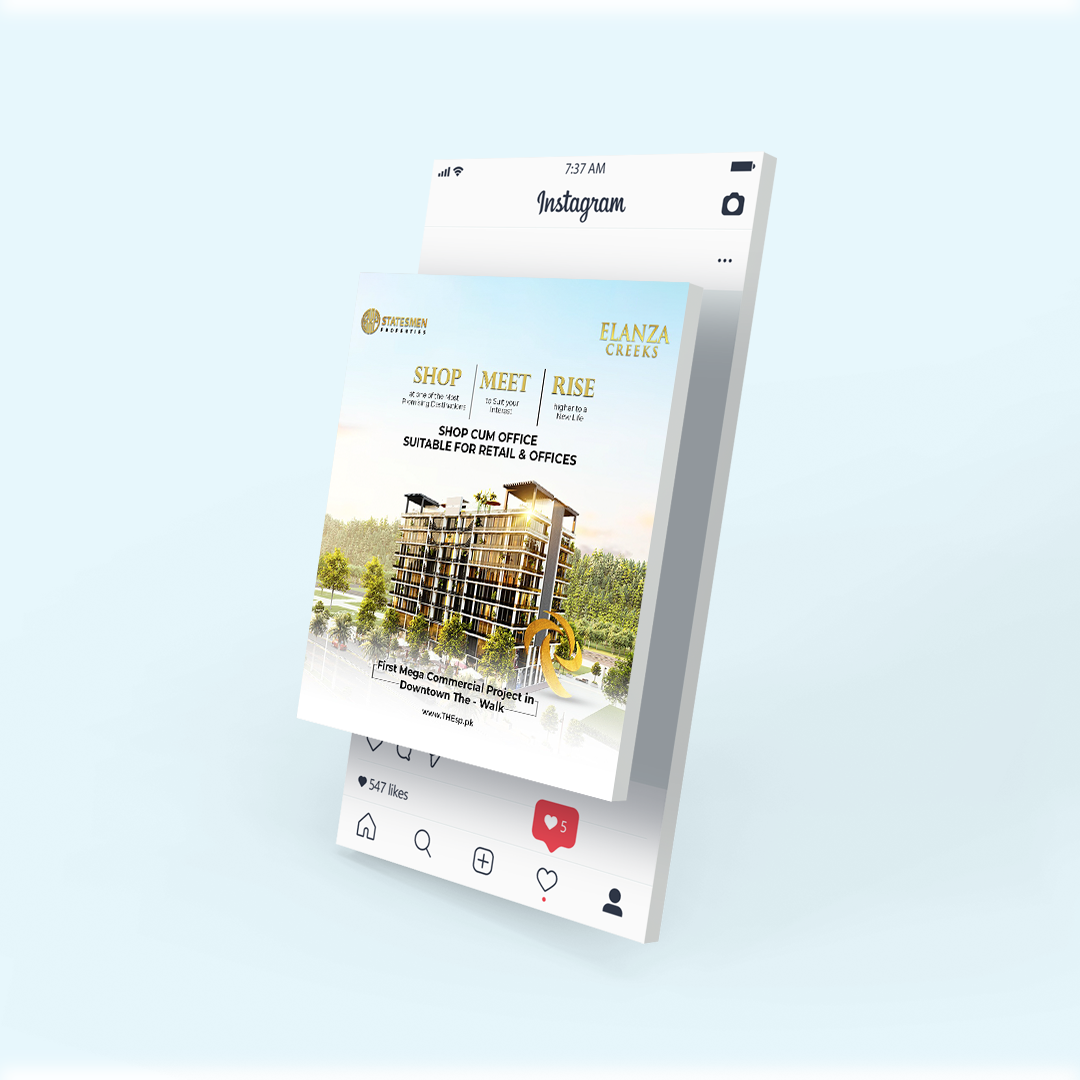 7:37 AM
Instagram
STATESMEN
PROPERTIES
ELANZA
CREEKS
SHOP
at one of the Most
Promising Destinations
MEET
to Suit your
Interest
RISE
higher to a
New Life
SHOP CUM OFFICE
SUITABLE FOR RETAIL & OFFICES
First Mega Commercial Project in
Downtown The - Walk
www.THEsp.pk
547 likes
5